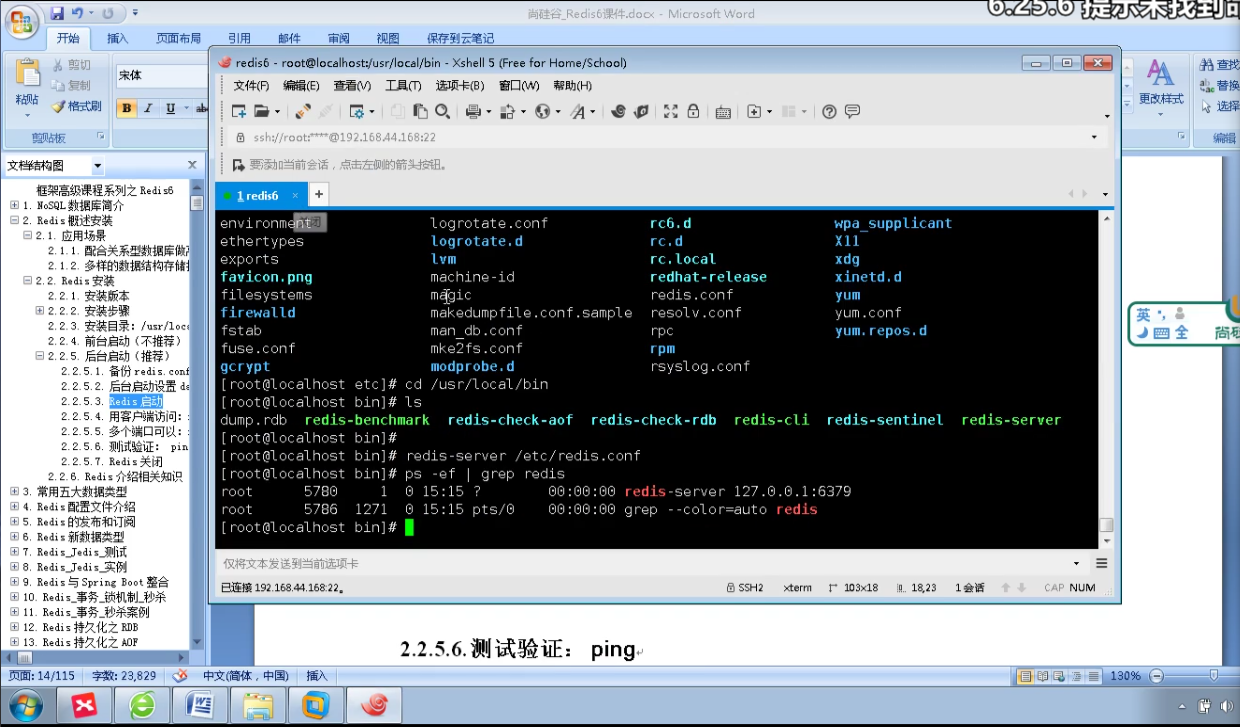 尚硅谷_Redis6课件.docx - Microsoft Word
6.25.6 提示未找到命
开始 插入 页面布局 引用 邮件 审阅 视图 保存到云笔记
粘贴
剪切
复制
格式刷
剪贴板
宋体
B I U
更改样式
查找
替换
选择
编辑
文档结构图
框架高级课程系列之 Redis6
1. NoSQL 数据库简介
2. Redis 概述安装
2.1. 应用场景
2.1.1. 配合关系型数据库做
2.1.2. 多样的数据结构存储
2.2. Redis 安装
2.2.1. 安装版本
2.2.2. 安装步骤
2.2.3. 安装目录：/usr/loc
2.2.4. 前台启动（不推荐）
2.2.5. 后台启动（推荐）
2.2.5.1. 备份 redis.conf
2.2.5.2. 后台启动设置 da
2.2.5.3. Redis 启动
2.2.5.4. 用客户端访问：
2.2.5.5. 多个端口可以：
2.2.5.6. 测试验证： pin
2.2.5.7. Redis 关闭
2.2.6. Redis 介绍相关知识
3. 常用五大数据类型
4. Redis 配置文件介绍
5. Redis 的发布和订阅
6. Redis 新数据类型
7. Redis_Jedis_测试
8. Redis_Jedis_实例
9. Redis 与 Spring Boot 整合
10. Redis_事务_锁机制_秒杀
11. Redis_事务_秒杀案例
12. Redis 持久化之 RDB
13. Redis 持久化之 AOF
redis6 - root@localhost:/usr/local/bin - Xshell 5 (Free for Home/School)
文件(F) 编辑(E) 查看(V) 工具(T) 选项卡(B) 窗口(W) 帮助(H)
ssh://root:****@192.168.44.168:22
要添加当前会话，点击左侧的箭头按钮。
1 redis6
environment logrotate.conf rc6.d wpa_supplicant
ethertypes logrotate.d rc.d X11
exports lvm rc.local xdg
favicon.png machine-id redhat-release xinetd.d
filesystems magic redis.conf yum
firewalld makedumpfile.conf.sample resolv.conf yum.conf
fstab man_db.conf rpc yum.repos.d
fuse.conf mke2fs.conf rpm
gcrypt modprobe.d rsyslog.conf
[root@localhost etc]# cd /usr/local/bin
[root@localhost bin]# ls
dump.rdb redis-benchmark redis-check-aof redis-check-rdb redis-cli redis-sentinel redis-server
[root@localhost bin]#
[root@localhost bin]# redis-server /etc/redis.conf
[root@localhost bin]# ps -ef | grep redis
root 5780 1 0 15:15 ? 00:00:00 redis-server 127.0.0.1:6379
root 5786 1271 0 15:15 pts/0 00:00:00 grep --color=auto redis
[root@localhost bin]#
仅将文本发送到当前选项卡
已连接 192.168.44.168:22。 SSH2 xterm 103x18 18,23 1 会话 CAP NUM
英
全 尚硅
2.2.5.6. 测试验证： ping
页面: 14/115 字数: 23,829 中文(简体，中国) 插入 130%